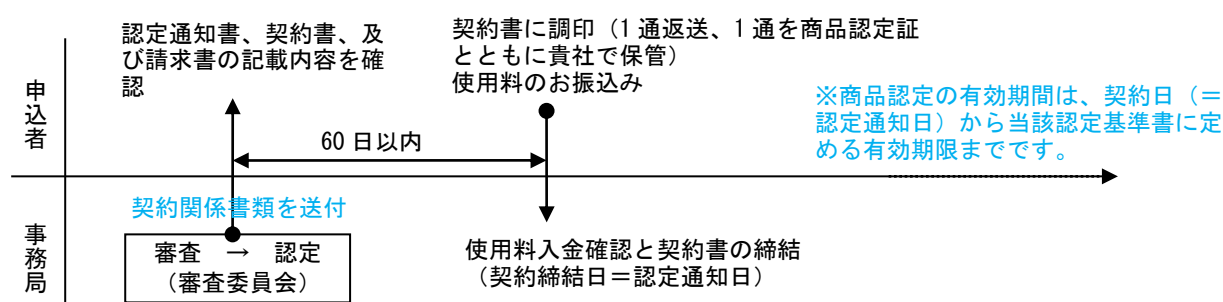 申込者
認定通知書、契約書、及
び請求書の記載内容を確
認
契約書に調印（1 通返送、1 通を商品認定証
とともに貴社で保管）
使用料のお振込み
※商品認定の有効期間は、契約日（＝
認定通知日）から当該認定基準書に定
める有効期限までです。
60 日以内
事務局
契約関係書類を送付
審査　→　認定
（審査委員会）
使用料入金確認と契約書の締結
（契約締結日＝認定通知日）